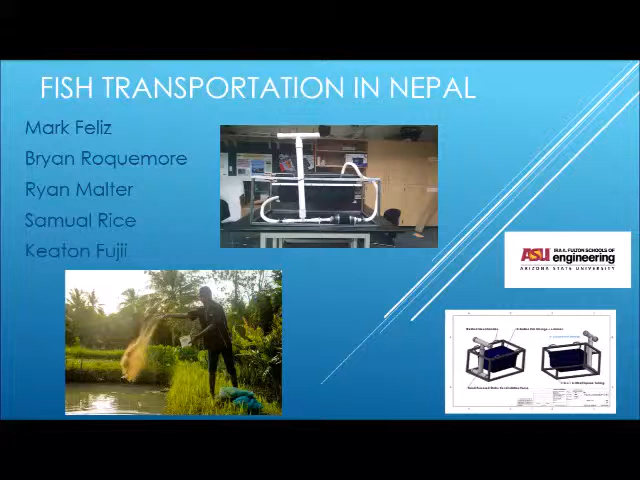 FISH TRANSPORTATION IN NEPAL
Mark Feliz
Bryan Roquemore
Ryan Malter
Samual Rice
Keaton Fujii
ASU IRA A. FULTON SCHOOLS OF
engineering
ARIZONA STATE UNIVERSITY